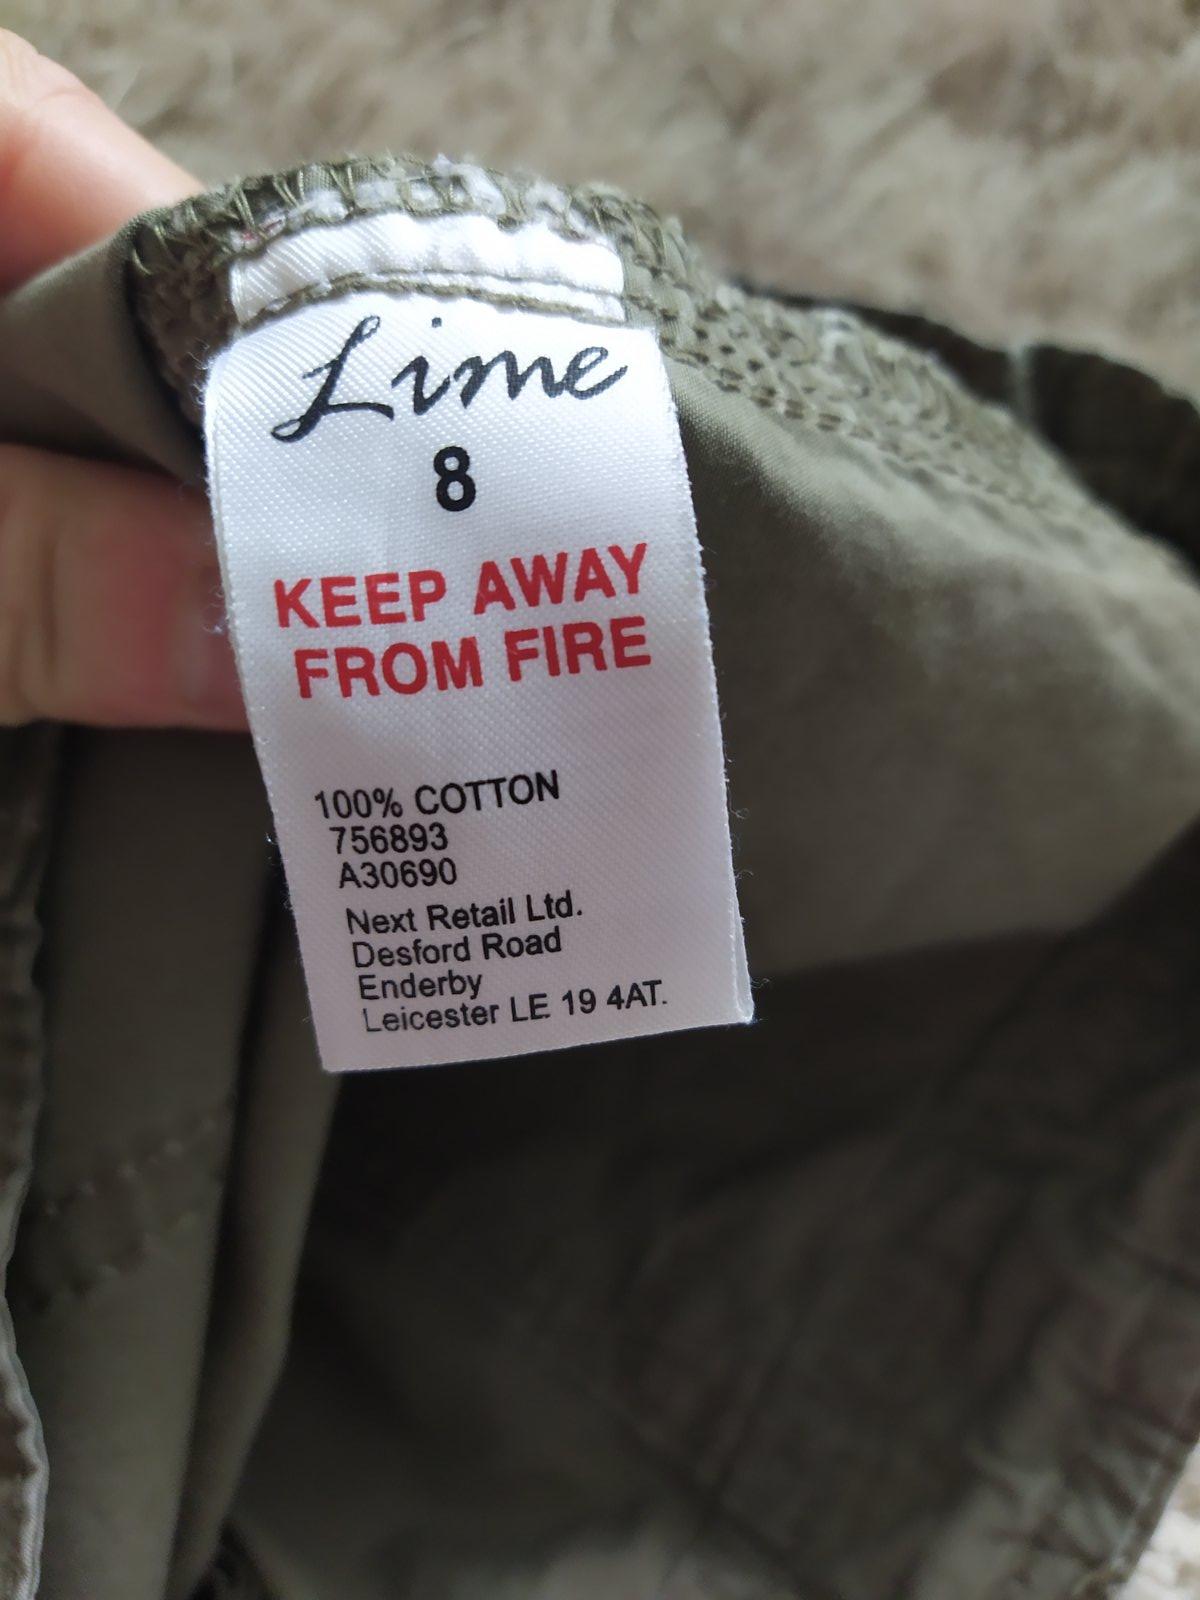 Lime
8
KEEP AWAY
FROM FIRE
100% COTTON
756893
A30690
Next Retail Ltd.
Desford Road
Enderby
Leicester LE 19 4AT.